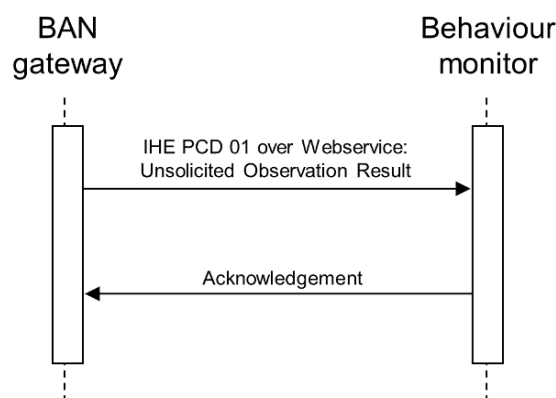 BAN
gateway
Behaviour
monitor
IHE PCD 01 over Webservice:
Unsolicited Observation Result
Acknowledgement